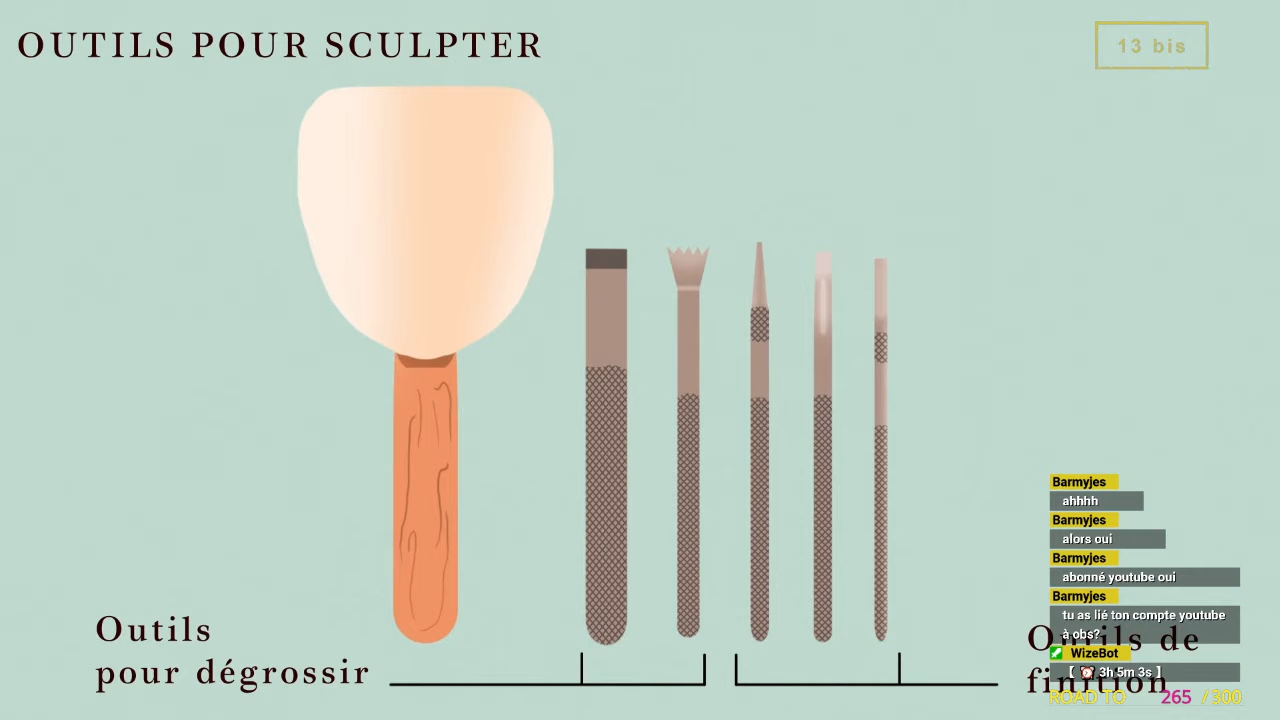 OUTILS POUR SCULPTER
13 bis
Barmyjes
ahhhh
Barmyjes
alors oui
Barmyjes
abonné youtube oui
Barmyjes
tu as lié ton compte youtube
à obs?
WizeBot
【 ⏰ 3h 5m 3s 】
ROAD TO 265 / 300
Outils
pour dégrossir
Outils de
finition